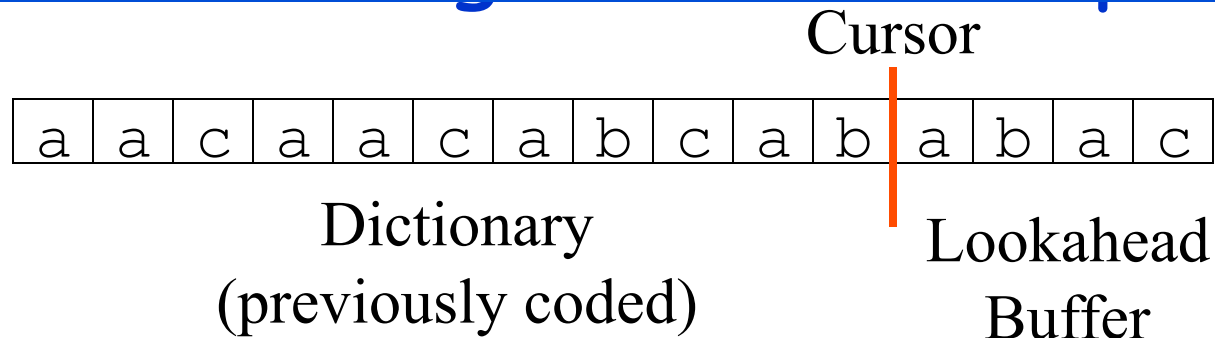 Cursor
a a c a a c a b c a b a b a c
Dictionary
(previously coded)
Lookahead
Buffer